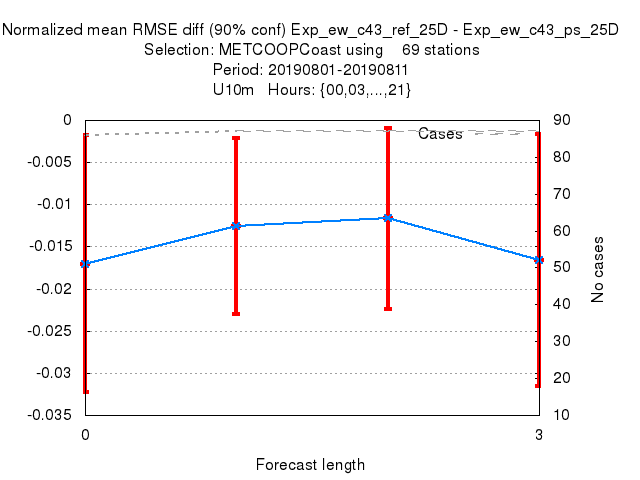 Normalized mean RMSE diff (90% conf) Exp_ew_c43_ref_25D - Exp_ew_c43_ps_25D
Selection: METCOOPCoast using 69 stations
Period: 20190801-20190811
U10m Hours: {00,03,...,21}
0
-0.005
-0.01
-0.015
-0.02
-0.025
-0.03
-0.035
Cases
90
80
70
60
50
40
30
20
10
No cases
0
3
Forecast length